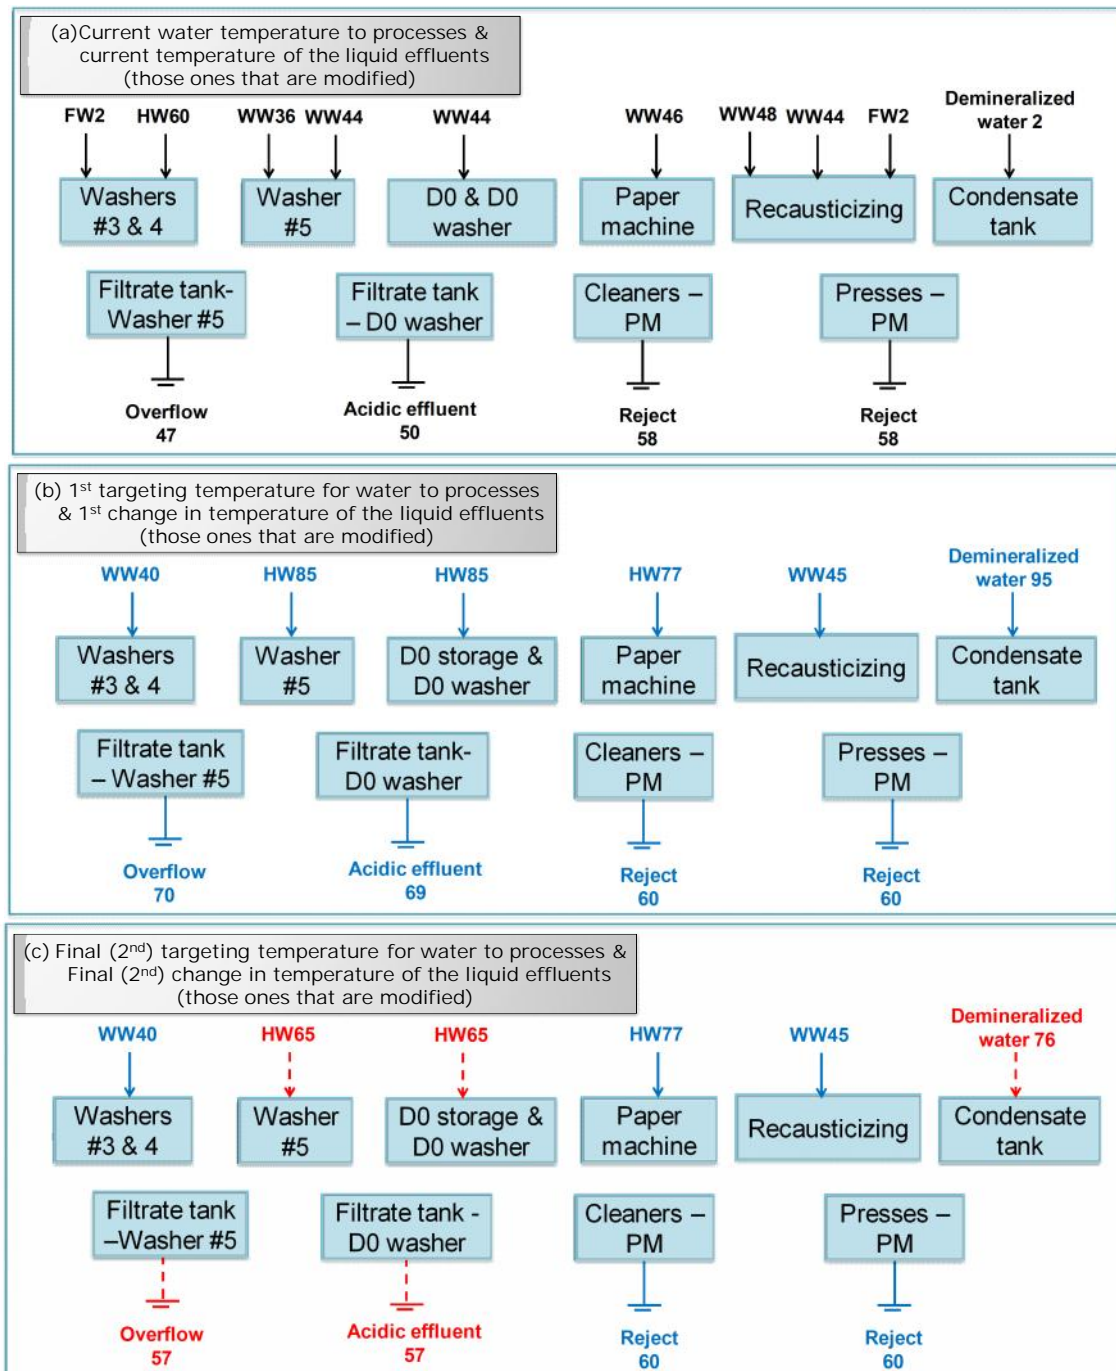 (a)Current water temperature to processes &
current temperature of the liquid effluents
(those ones that are modified)
FW2 HW60 WW36 WW44 WW44 WW46 WW48 WW44 FW2 Demineralized
water 2
Washers
#3 & 4
Washer
#5
D0 & D0
washer
Paper
machine
Recausticizing
Condensate
tank
Filtrate tank-
Washer #5
Filtrate tank
– D0 washer
Cleaners –
PM
Presses –
PM
Overflow
47
Acidic effluent
50
Reject
58
Reject
58
(b) 1st targeting temperature for water to processes
& 1st change in temperature of the liquid effluents
(those ones that are modified)
WW40 HW85 HW85 HW77 WW45 Demineralized
water 95
Washers
#3 & 4
Washer
#5
D0 storage &
D0 washer
Paper
machine
Recausticizing
Condensate
tank
Filtrate tank
– Washer #5
Filtrate tank-
D0 washer
Cleaners –
PM
Presses –
PM
Overflow
70
Acidic effluent
69
Reject
60
Reject
60
(c) Final (2nd) targeting temperature for water to processes &
Final (2nd) change in temperature of the liquid effluents
(those ones that are modified)
WW40 HW65 HW65 HW77 WW45 Demineralized
water 76
Washers
#3 & 4
Washer
#5
D0 storage &
D0 washer
Paper
machine
Recausticizing
Condensate
tank
Filtrate tank
–Washer #5
Filtrate tank -
D0 washer
Cleaners –
PM
Presses –
PM
Overflow
57
Acidic effluent
57
Reject
60
Reject
60